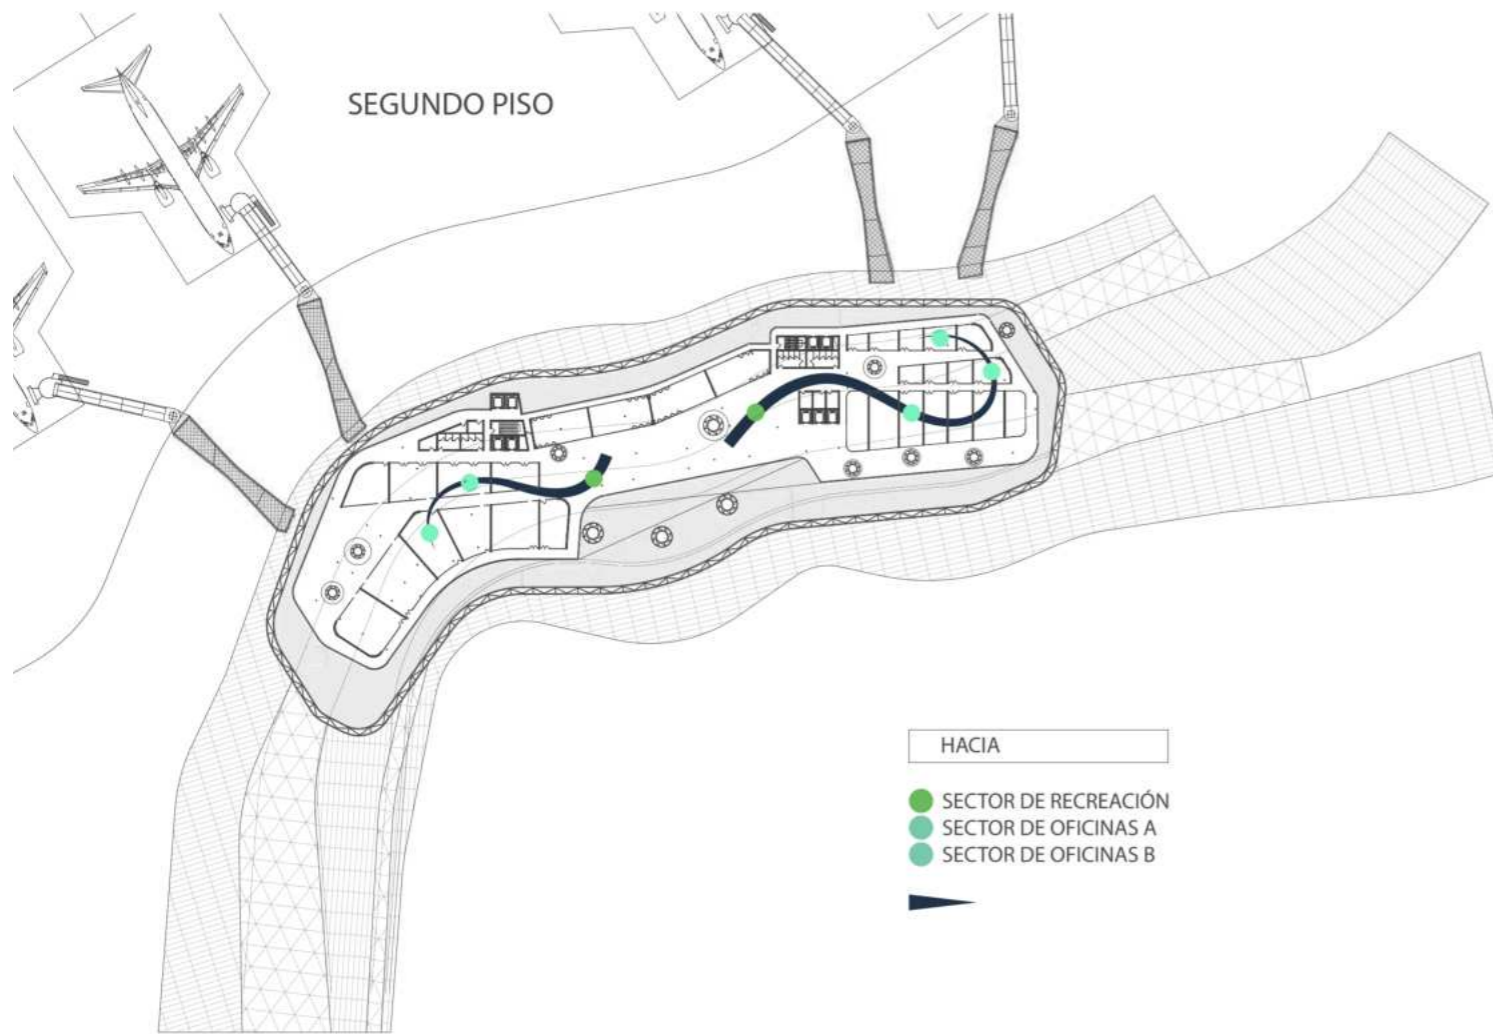 SEGUNDO PISO
HACIA
SECTOR DE RECREACIÓN
SECTOR DE OFICINAS A
SECTOR DE OFICINAS B